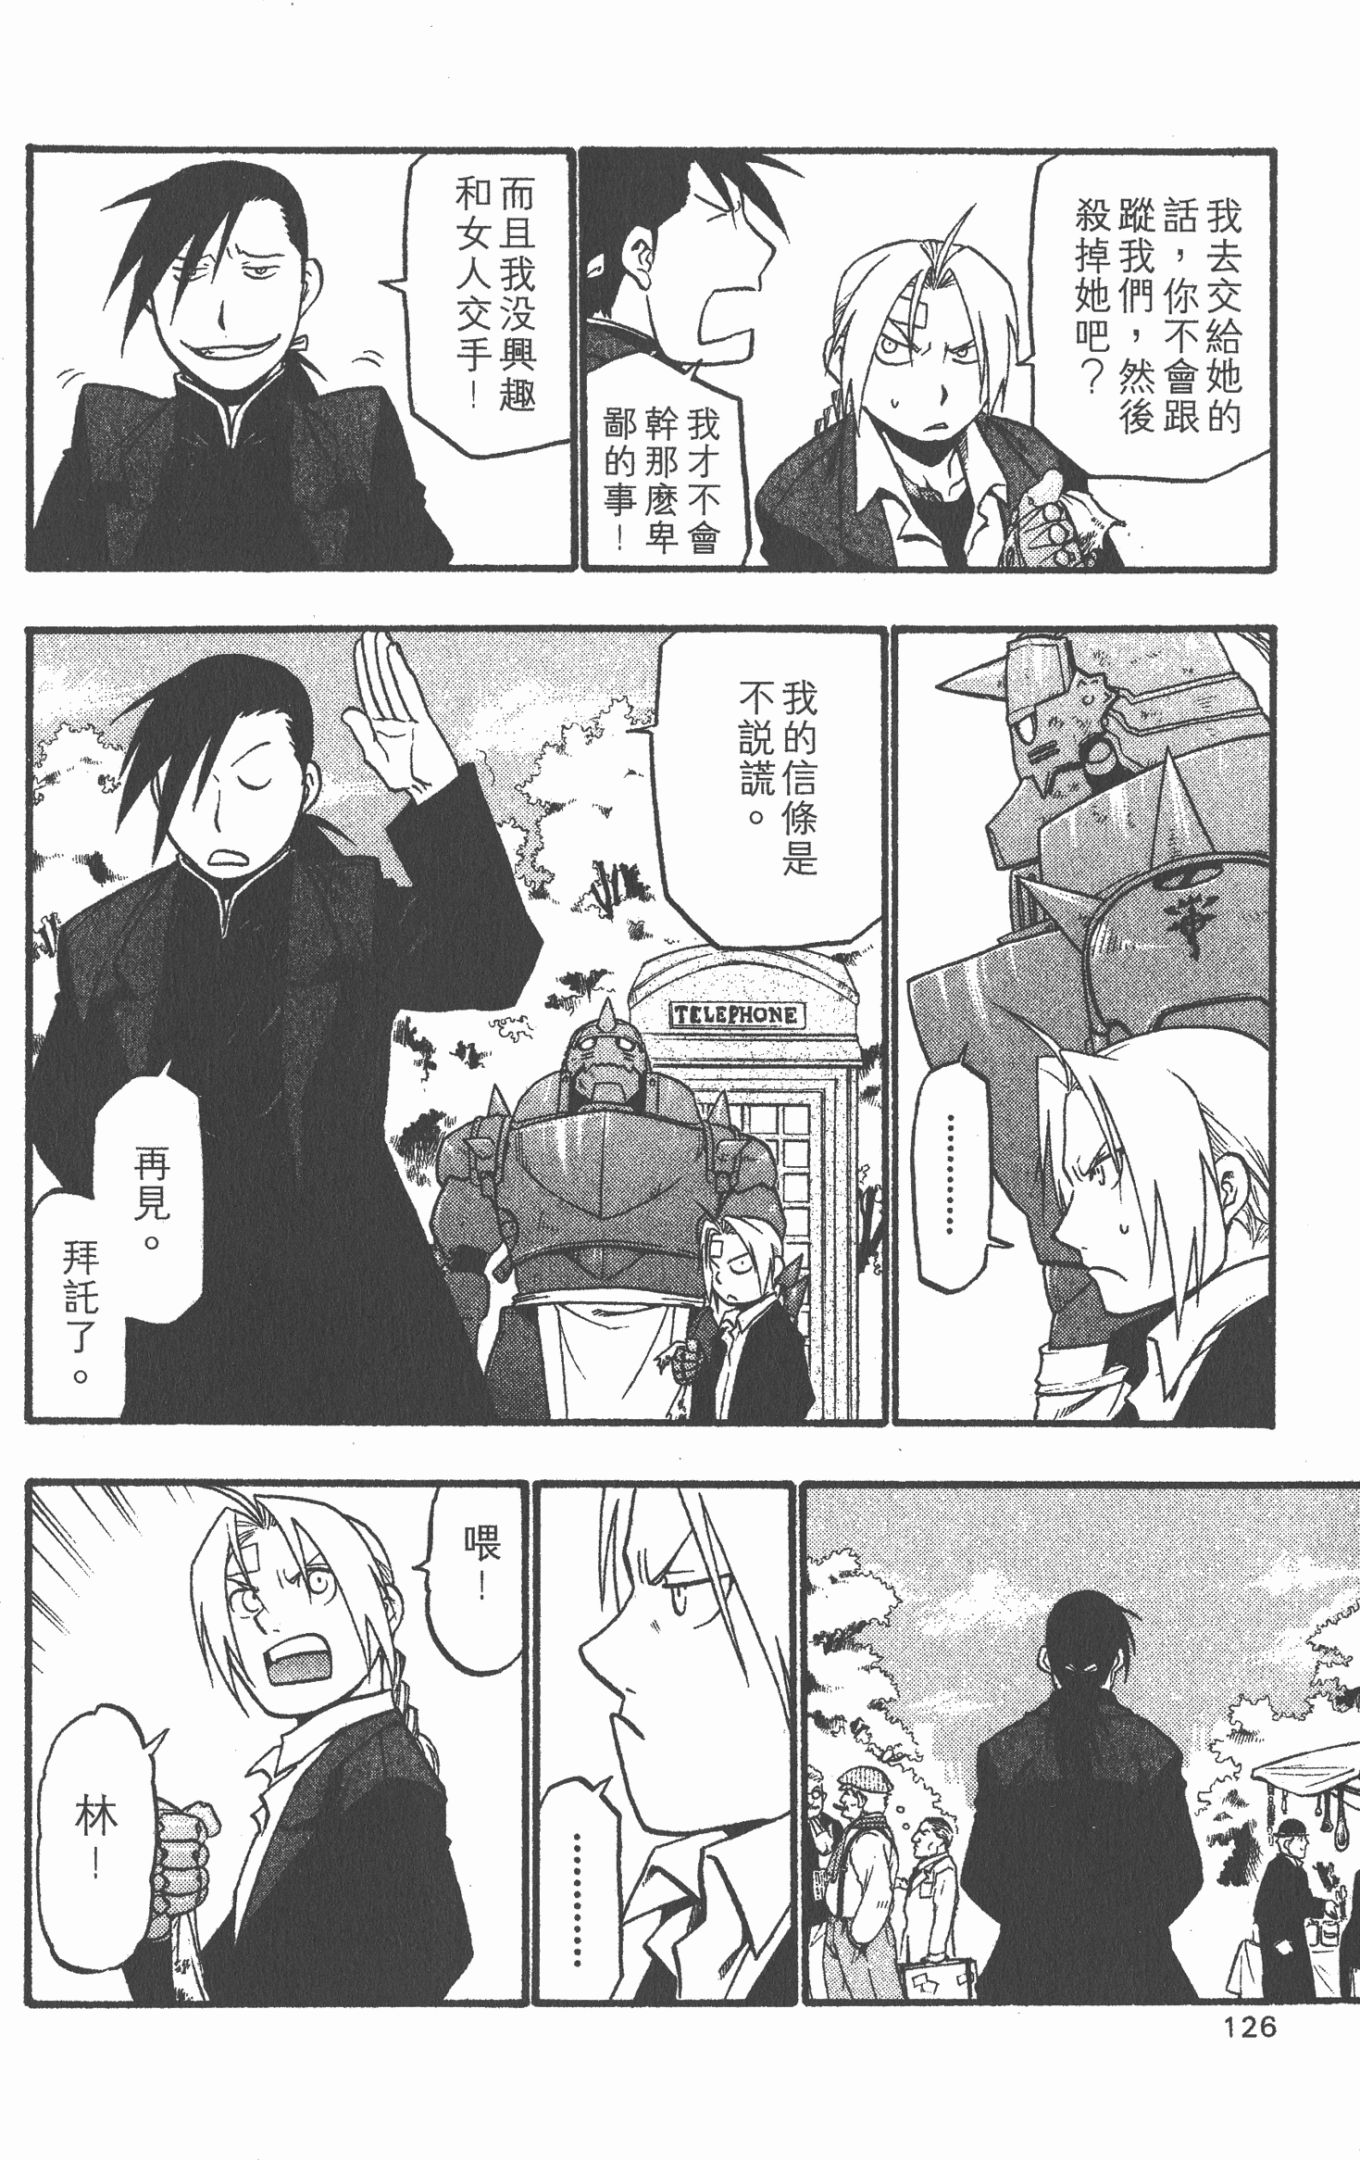 我去交給她的
話，你不會跟
蹤我們，然後
殺掉她吧？
我才不會
幹那麼卑
鄙的事！
而且我没興趣
和女人交手！
…………
我的信條是
不説謊。
TELEPHONE
再見。
拜託了。
…………
喂！
林！
126